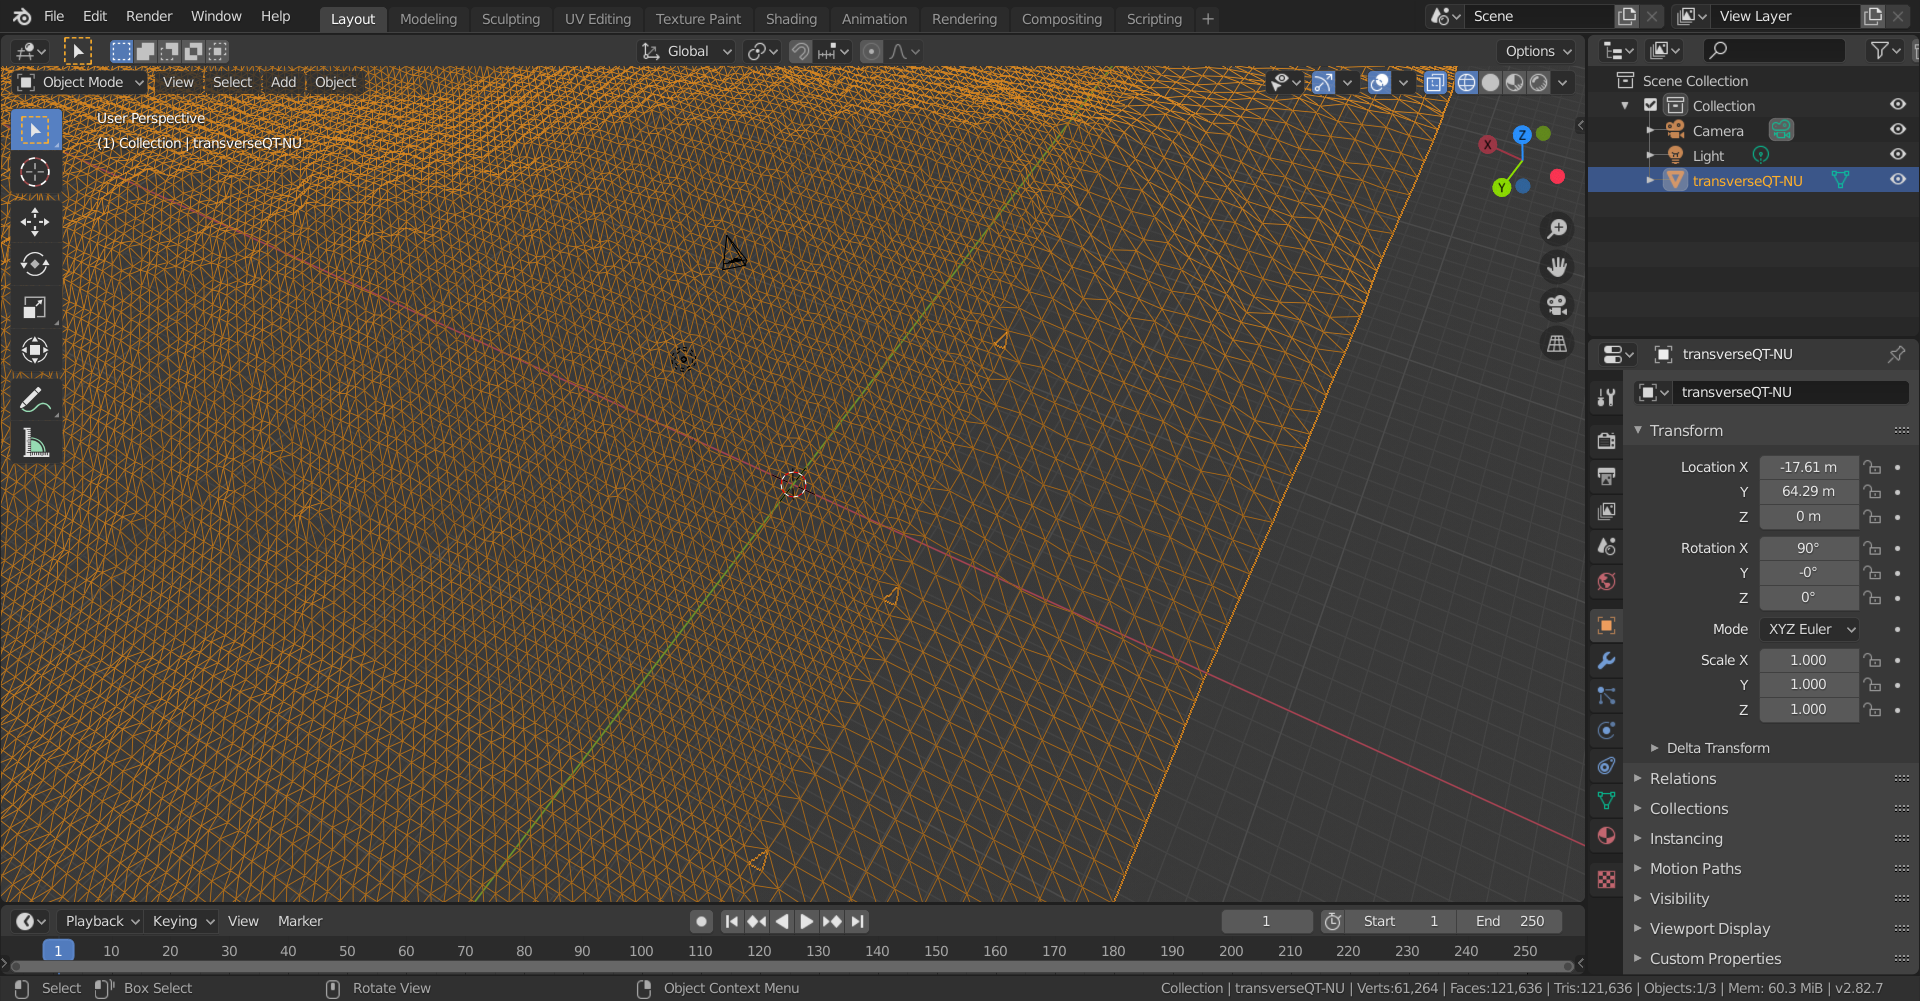 File Edit Render Window Help Layout Modeling Sculpting UV Editing Texture Paint Shading Animation Rendering Compositing Scripting + Scene View Layer
Global Options
Object Mode View Select Add Object
User Perspective
(1) Collection | transverseQT-NU
Z
X
Y
Scene Collection
Collection
Camera
Light
transverseQT-NU
transverseQT-NU
transverseQT-NU
Transform
Location X -17.61 m
Y 64.29 m
Z 0 m
Rotation X 90°
Y -0°
Z 0°
Mode XYZ Euler
Scale X 1.000
Y 1.000
Z 1.000
Delta Transform
Relations
Collections
Instancing
Motion Paths
Visibility
Viewport Display
Custom Properties
Playback Keying View Marker 1 Start 1 End 250
1 10 20 30 40 50 60 70 80 90 100 110 120 130 140 150 160 170 180 190 200 210 220 230 240 250
Select Box Select Rotate View Object Context Menu Collection | transverseQT-NU | Verts:61,264 | Faces:121,636 | Tris:121,636 | Objects:1/3 | Mem: 60.3 MiB | v2.82.7